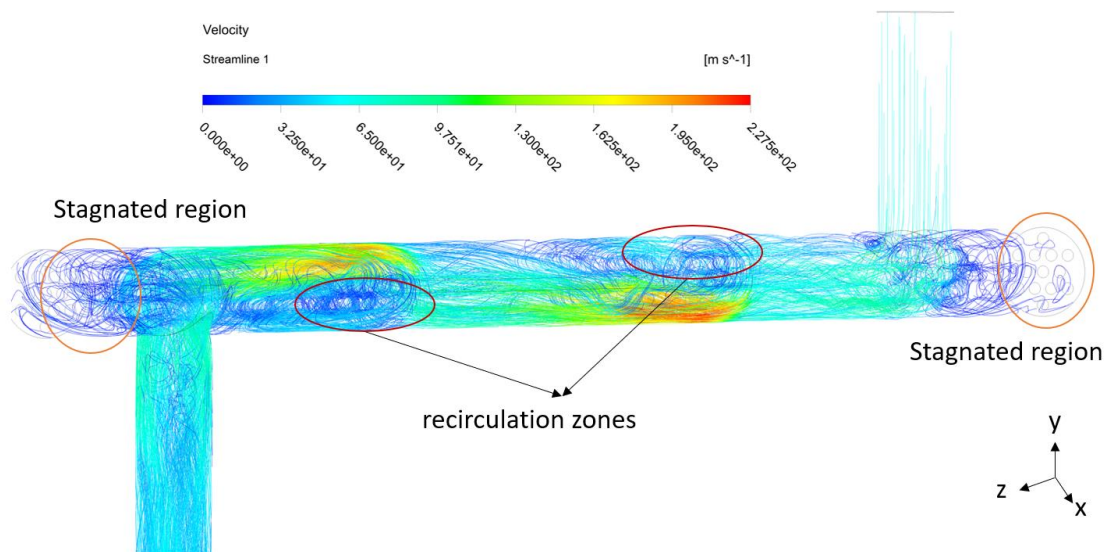 Velocity
Streamline 1
[m s^-1]
0.000e+00
3.250e+01
6.500e+01
9.751e+01
1.300e+02
1.625e+02
1.950e+02
2.275e+02
Stagnated region
Stagnated region
recirculation zones
y
z
x